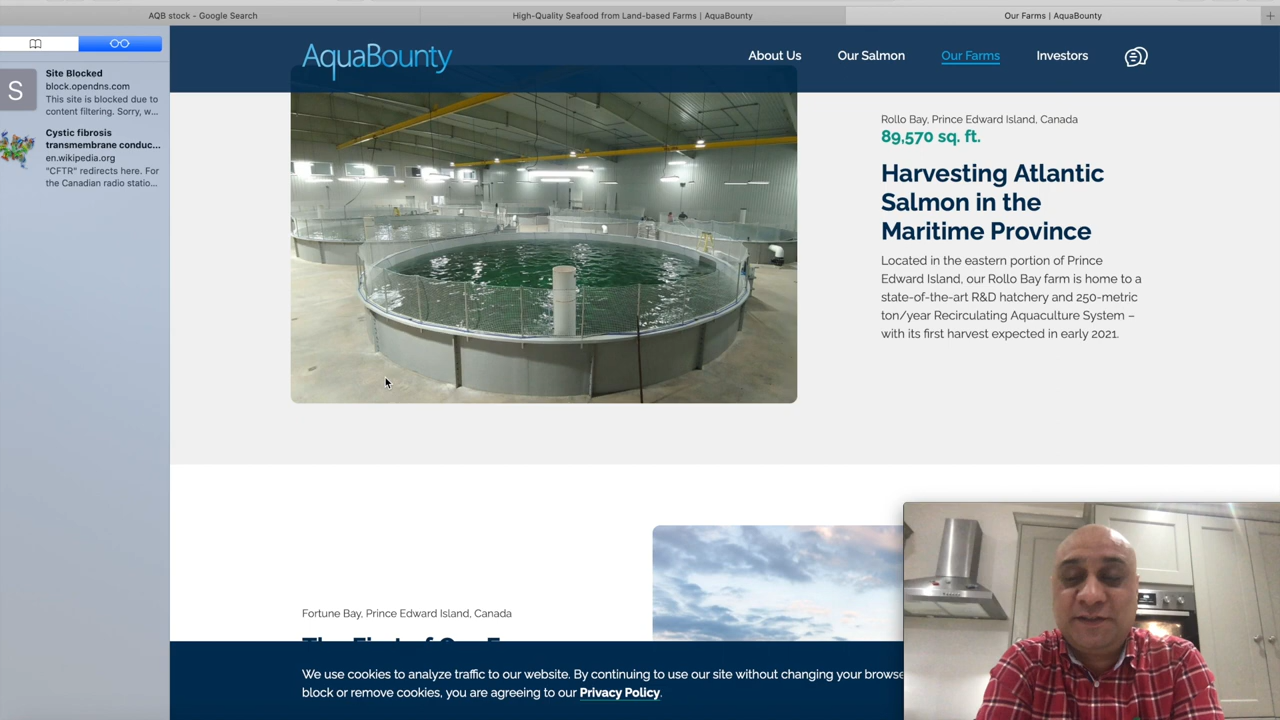 AQB stock - Google Search
High-Quality Seafood from Land-based Farms | AquaBounty
Our Farms | AquaBounty
S
Site Blocked
block.opendns.com
This site is blocked due to
content filtering. Sorry, w...
Cystic fibrosis
transmembrane conduc...
en.wikipedia.org
"CFTR" redirects here. For
the Canadian radio statio...
AquaBounty
About Us
Our Salmon
Our Farms
Investors
Rollo Bay, Prince Edward Island, Canada
89,570 sq. ft.
Harvesting Atlantic
Salmon in the
Maritime Province
Located in the eastern portion of Prince
Edward Island, our Rollo Bay farm is home to a
state-of-the-art R&D hatchery and 250-metric
ton/year Recirculating Aquaculture System –
with its first harvest expected in early 2021.
Fortune Bay, Prince Edward Island, Canada
The First of Our
We use cookies to analyze traffic to our website. By continuing to use our site without changing your browse
block or remove cookies, you are agreeing to our Privacy Policy.